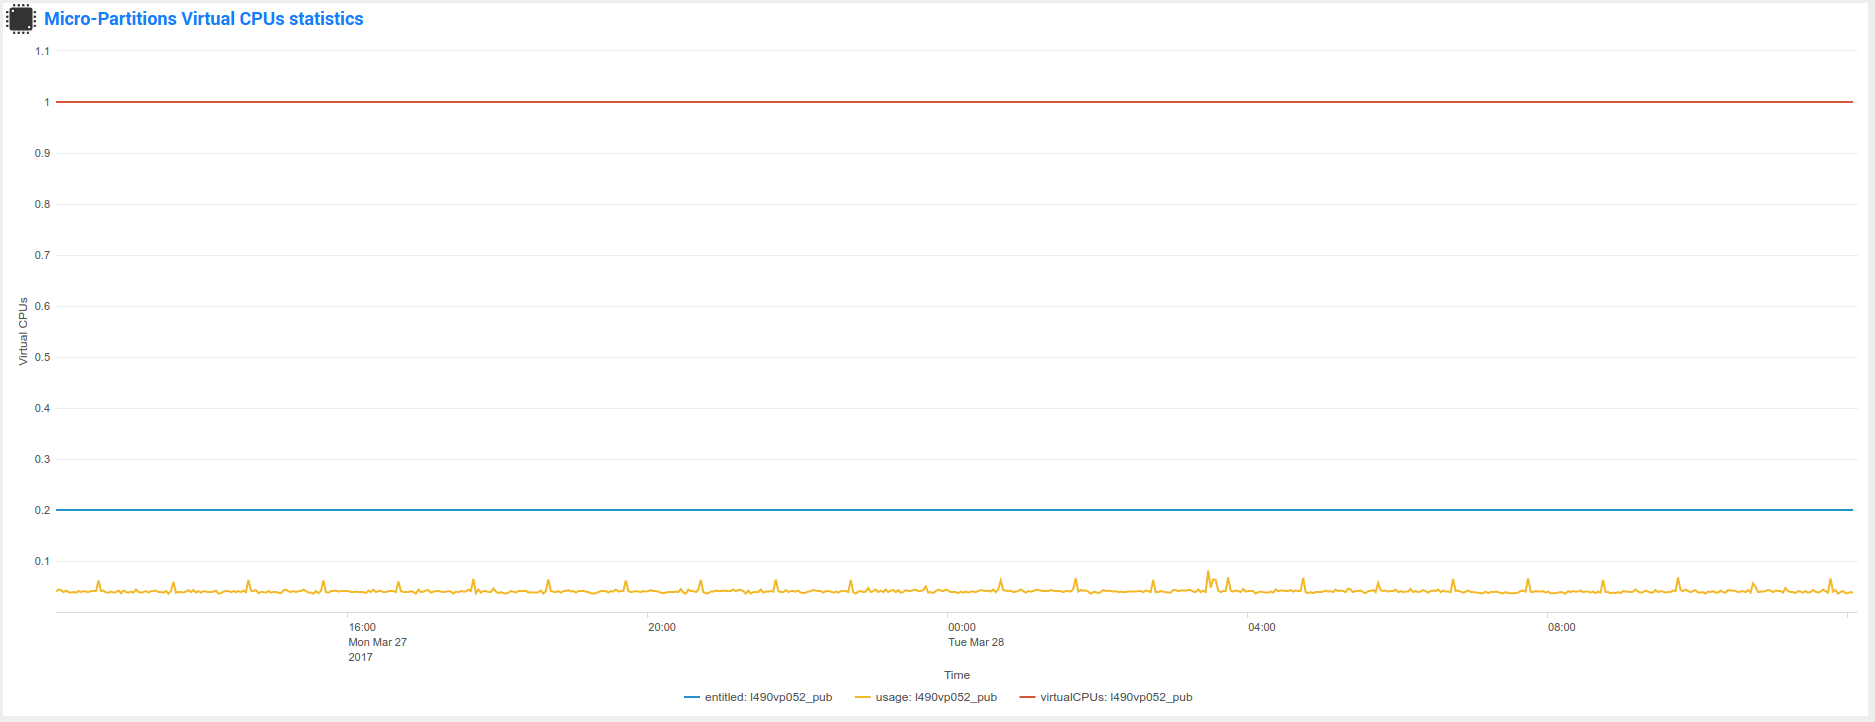 Micro-Partitions Virtual CPUs statistics
1.1
1
0.9
0.8
0.7
0.6
0.5
0.4
0.3
0.2
0.1
Virtual CPUs
16:00 20:00 00:00 04:00 08:00
Mon Mar 27 Tue Mar 28
2017
Time
entitled: l490vp052_pub usage: l490vp052_pub virtualCPUs: l490vp052_pub